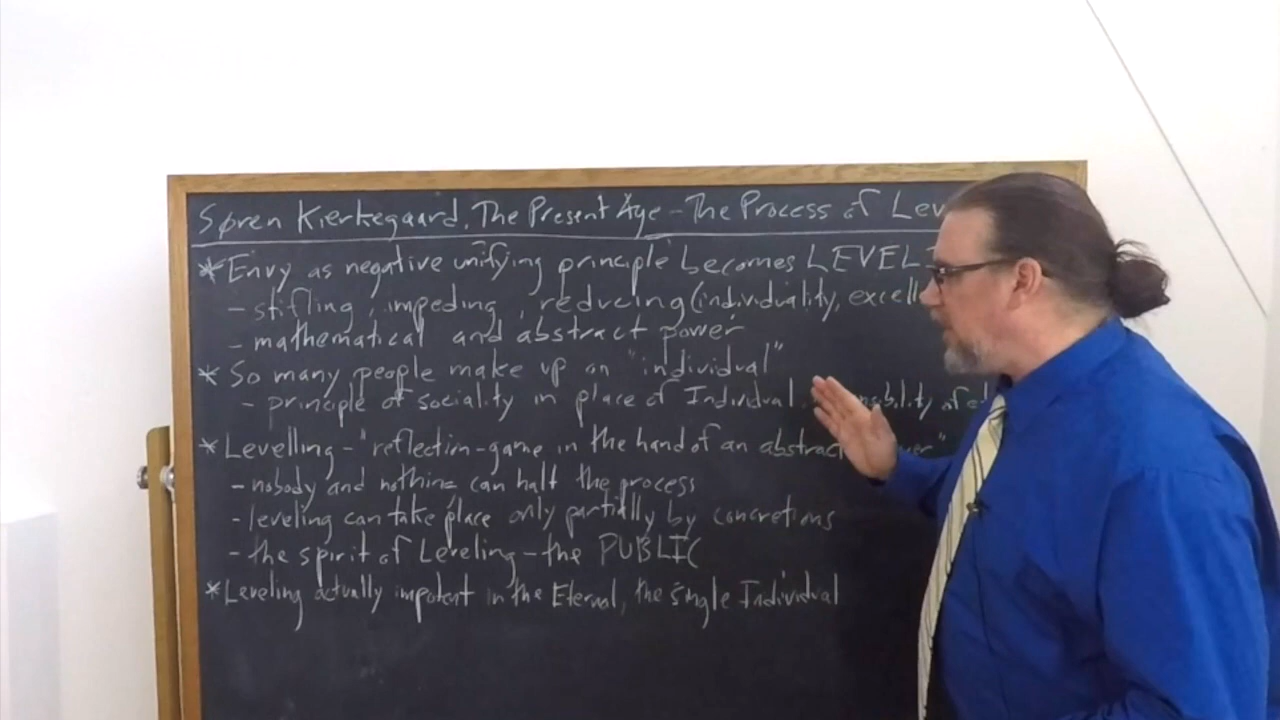 Søren Kierkegaard, The Present Age - The Process of Lev
* Envy as negative unifying principle becomes LEVEL
- stifling, impeding, reducing (individuality, excell
- mathematical and abstract power
* So many people make up an "individual"
- principle of sociality in place of Individual
* Levelling - "reflection-game in the hand of an abstract
- nobody and nothing can halt the process
- leveling can take place only partially by concretions
- the spirit of Leveling - the PUBLIC
* Leveling actually impotent in the Eternal, the Single Individual